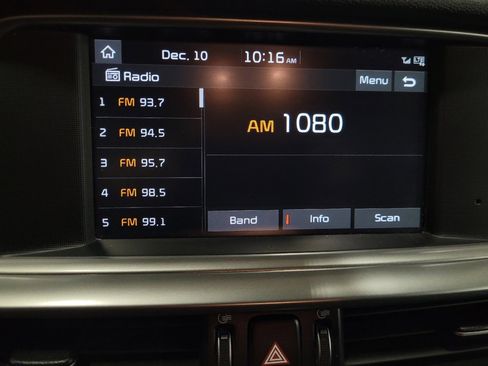 Dec. 10 10:16 AM
Radio Menu
1 FM 93.7
AM 1080
2 FM 94.5
3 FM 95.7
4 FM 98.5
5 FM 99.1
Band Info Scan